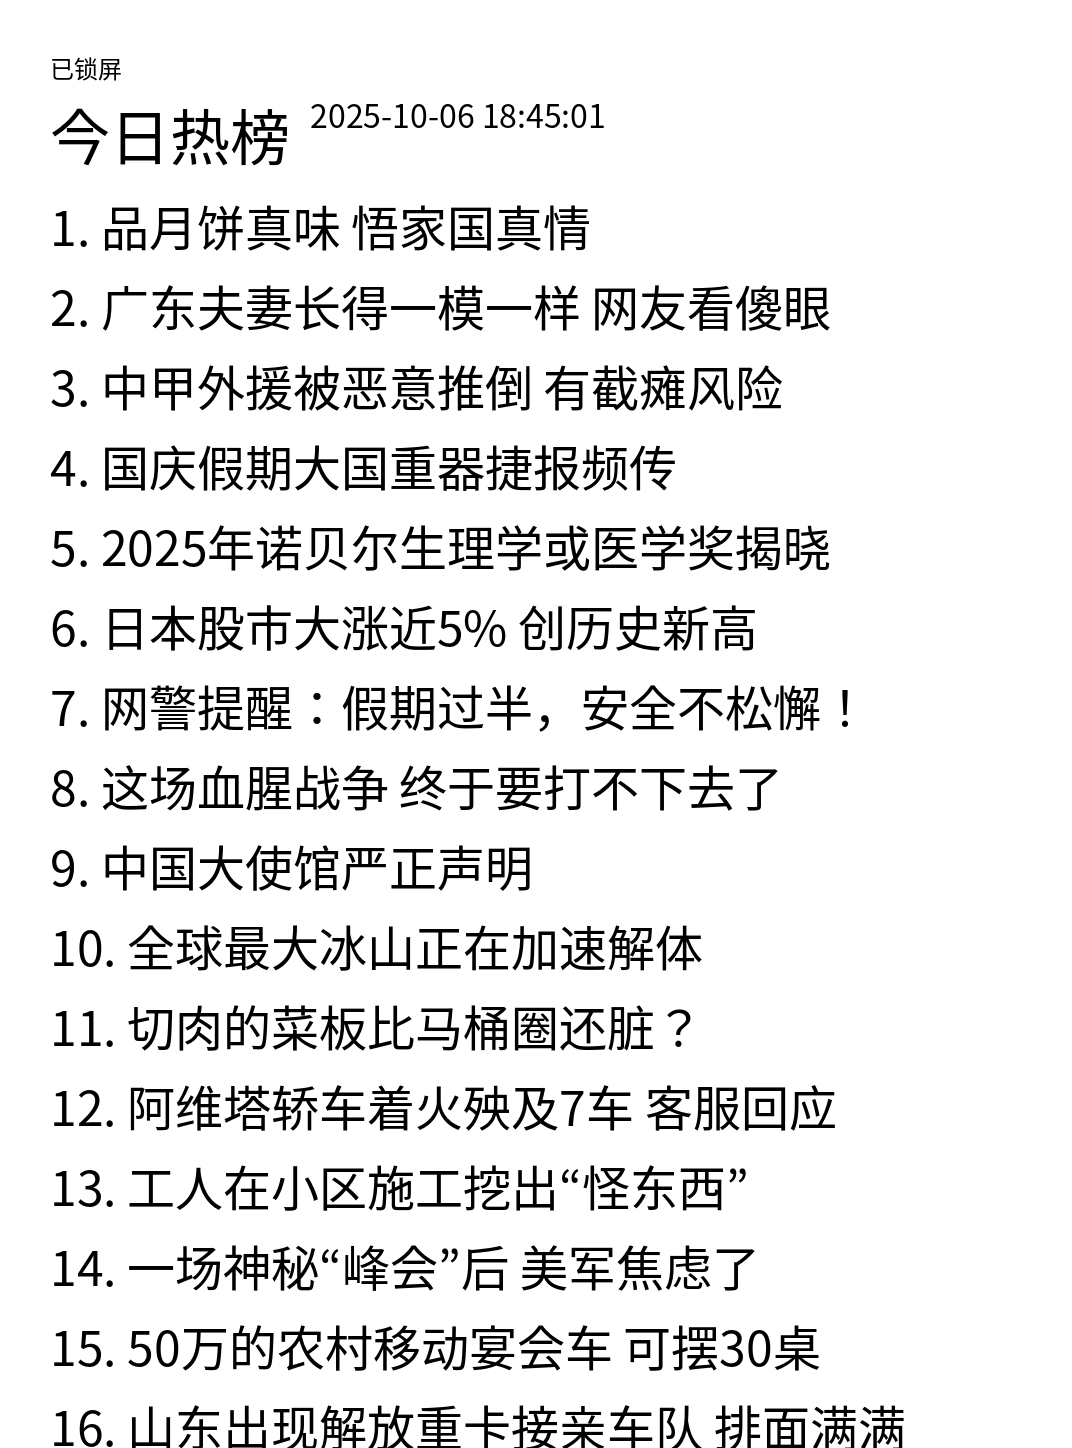 已锁屏
今日热榜 2025-10-06 18:45:01
1. 品月饼真味 悟家国真情
2. 广东夫妻长得一模一样 网友看傻眼
3. 中甲外援被恶意推倒 有截瘫风险
4. 国庆假期大国重器捷报频传
5. 2025年诺贝尔生理学或医学奖揭晓
6. 日本股市大涨近5% 创历史新高
7. 网警提醒：假期过半，安全不松懈！
8. 这场血腥战争 终于要打不下去了
9. 中国大使馆严正声明
10. 全球最大冰山正在加速解体
11. 切肉的菜板比马桶圈还脏？
12. 阿维塔轿车着火殃及7车 客服回应
13. 工人在小区施工挖出“怪东西”
14. 一场神秘“峰会”后 美军焦虑了
15. 50万的农村移动宴会车 可摆30桌
16. 山东出现解放重卡接亲车队 排面满满